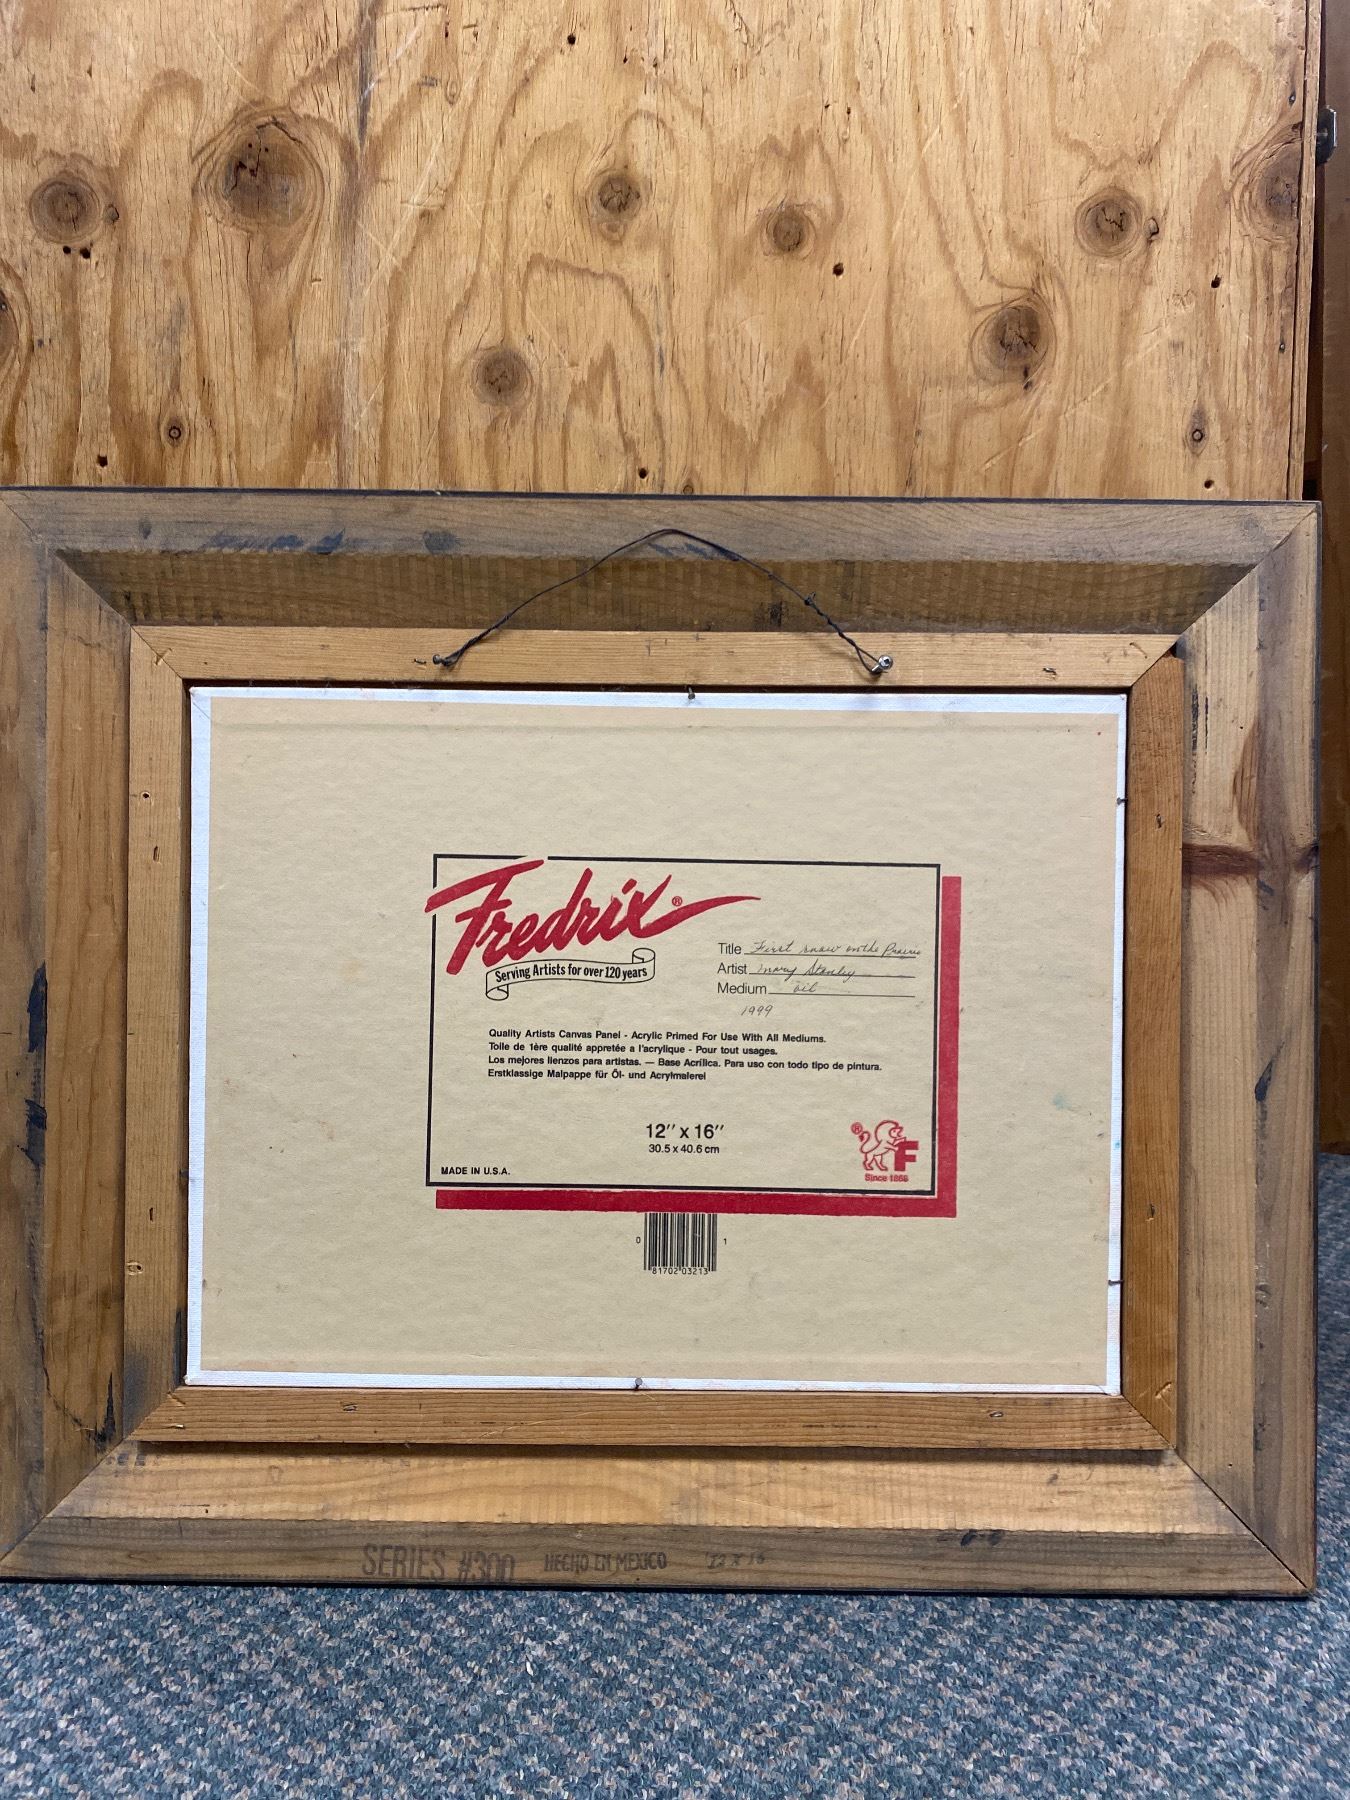 Fredrix®
Serving Artists for over 120 years
Title First snow on the Prairie
Artist Mary Stanley
Medium oil
1999
Quality Artists Canvas Panel - Acrylic Primed For Use With All Mediums.
Toile de 1ère qualité appretée a l'acrylique - Pour tout usages.
Los mejores lienzos para artistas. — Base Acrílica. Para uso con todo tipo de pintura.
Erstklassige Malpappe für Öl- und Acrylmalerei
12" x 16"
30.5 x 40.6 cm
MADE IN U.S.A.
® F
Since 1868
0 81702 03213 1
SERIES #300 HECHO EN MEXICO 12 X 16